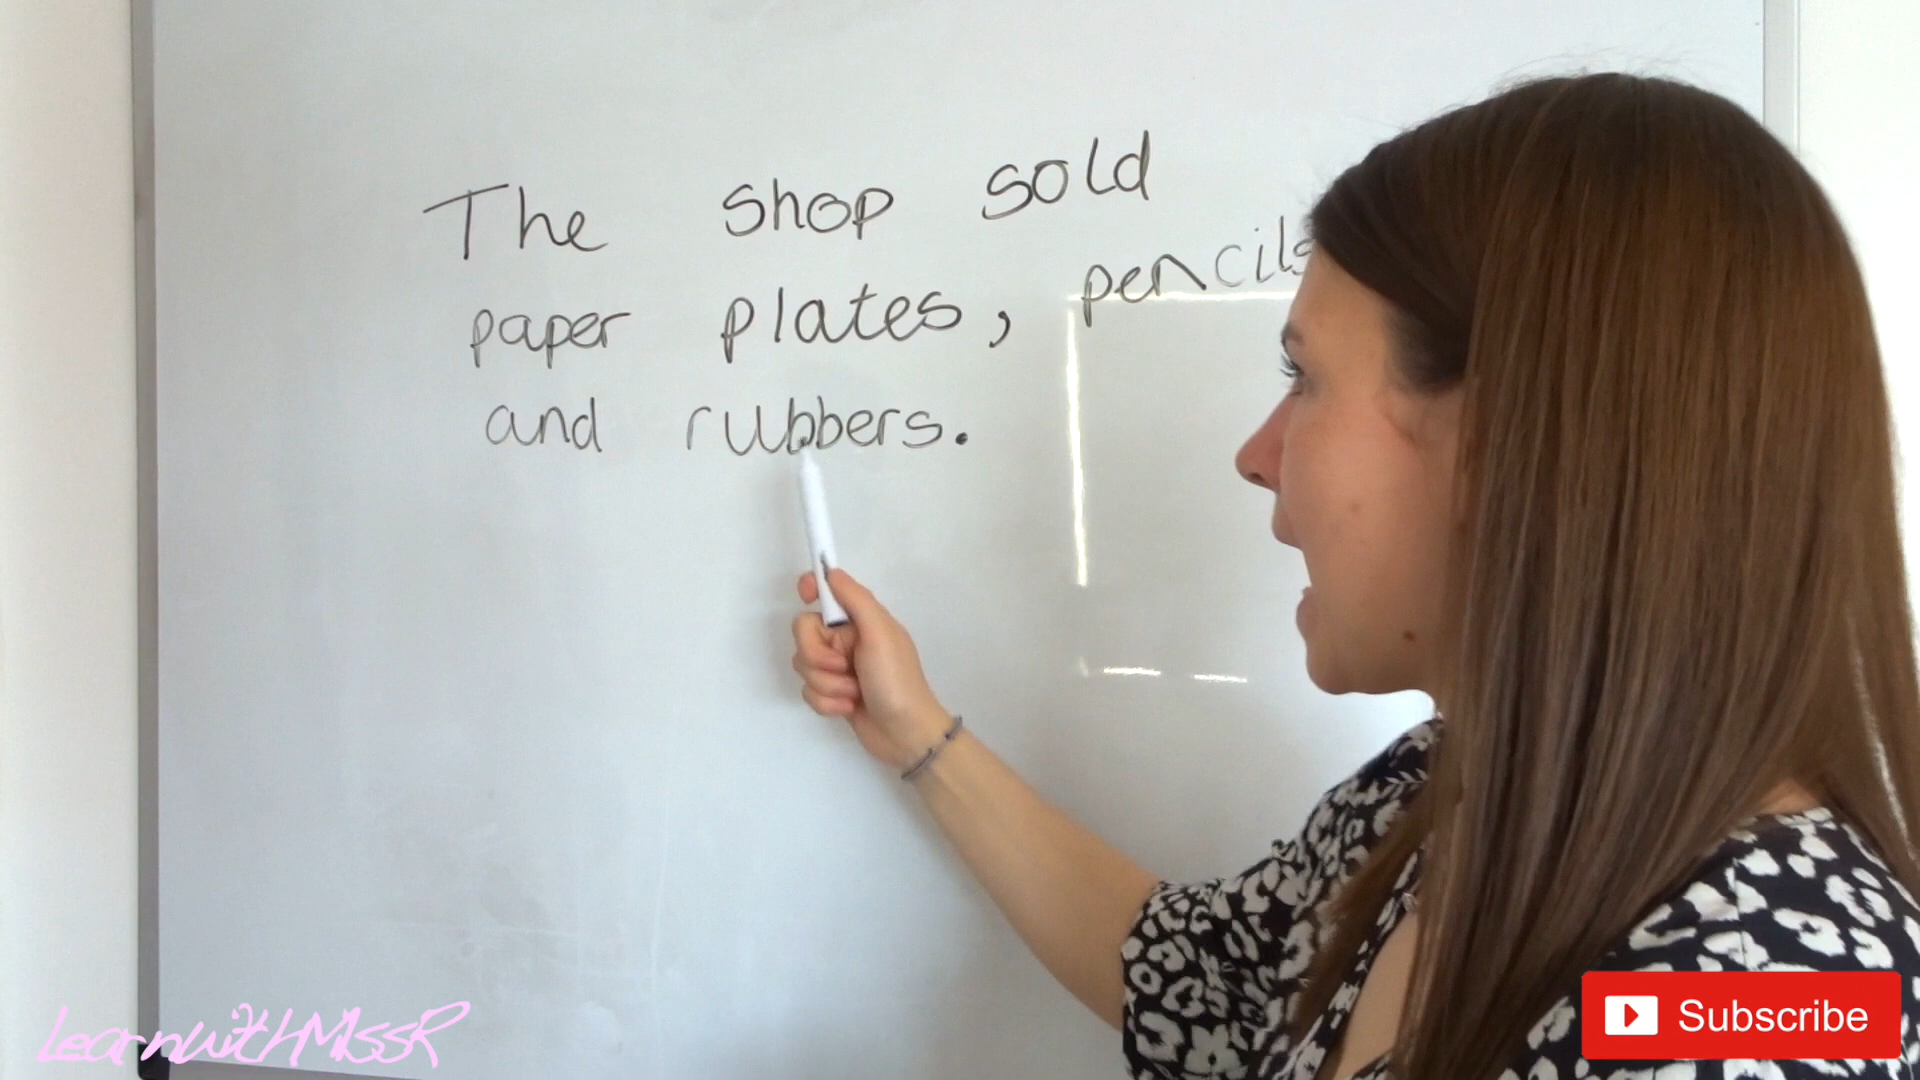 The shop sold
paper plates, pencils
and rubbers.
LearnwithMissR
Subscribe